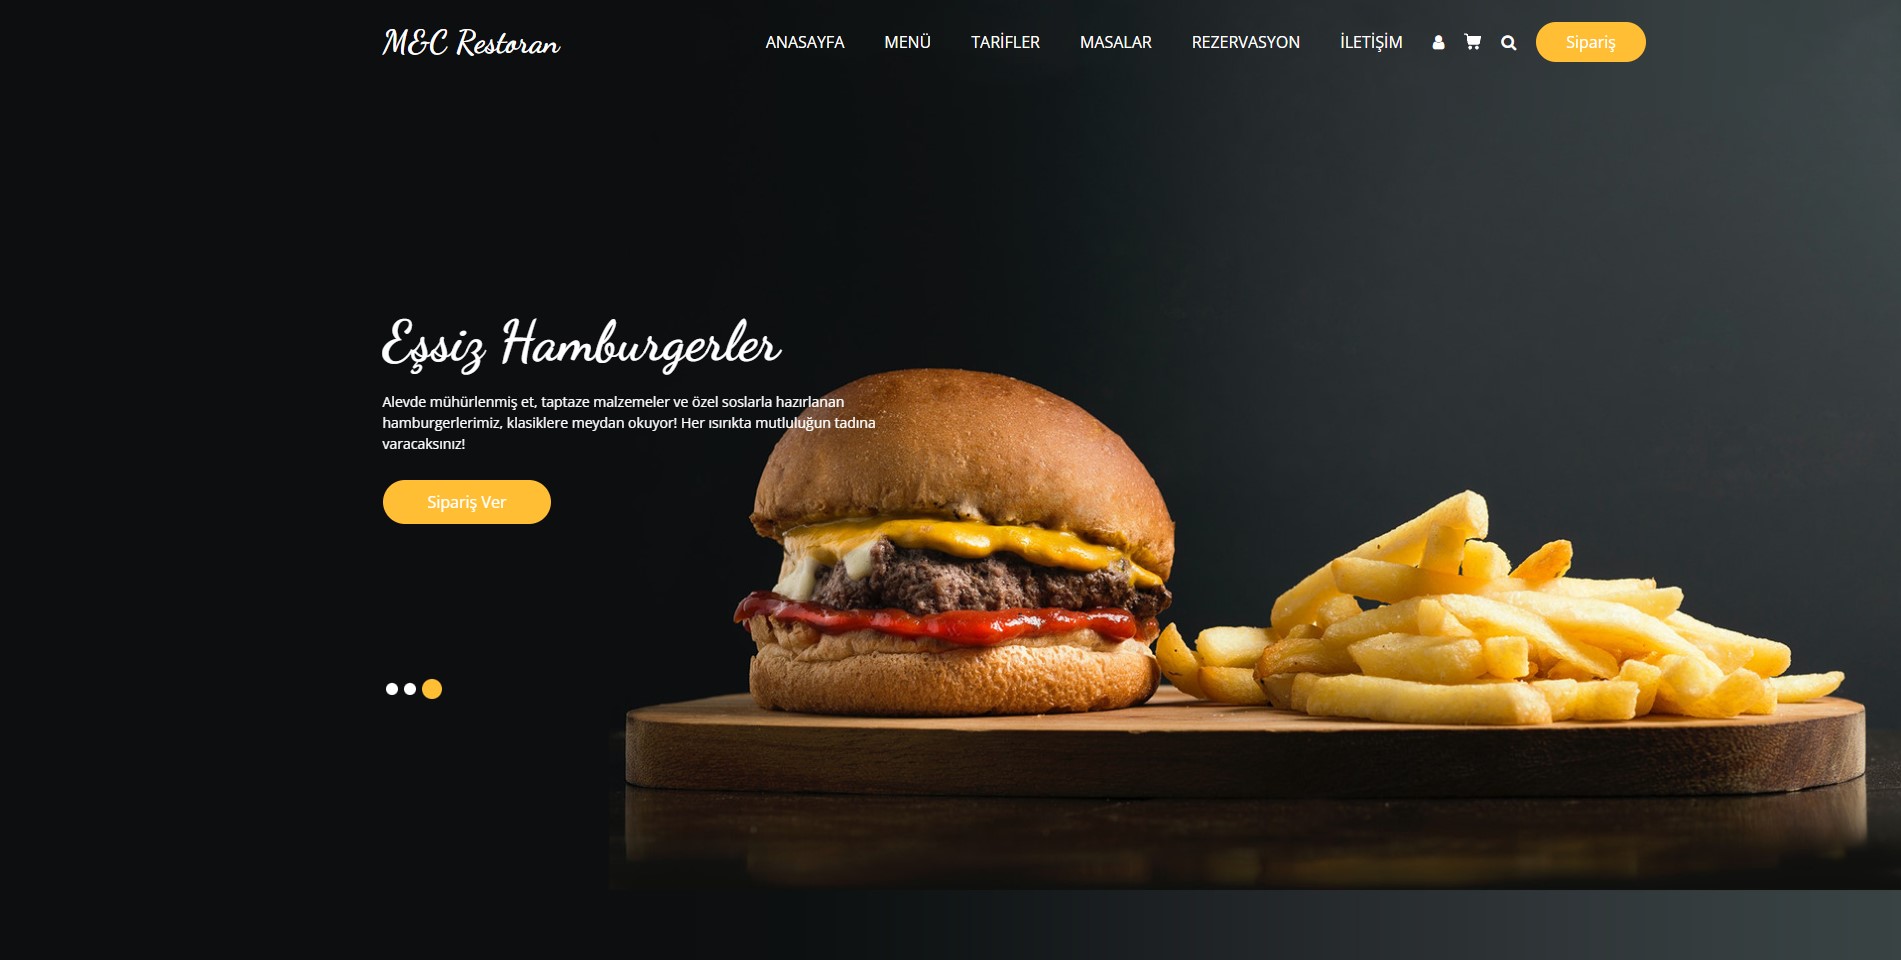 M&C Restoran
ANASAYFA MENÜ TARİFLER MASALAR REZERVASYON İLETİŞİM Sipariş
Eşsiz Hamburgerler
Alevde mühürlenmiş et, taptaze malzemeler ve özel soslarla hazırlanan
hamburgerlerimiz, klasiklere meydan okuyor! Her ısırıkta mutluluğun tadına
varacaksınız!
Sipariş Ver